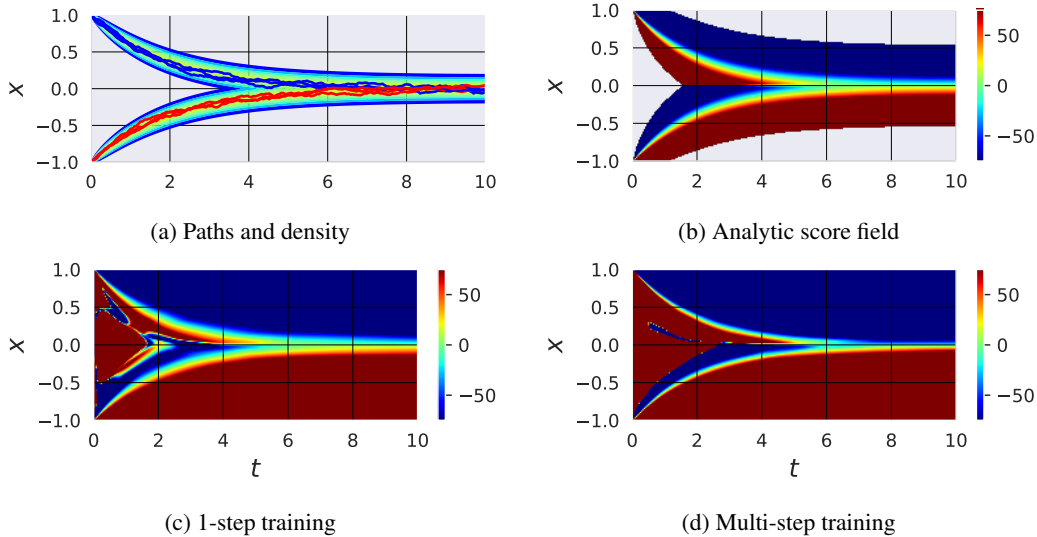 1.0
0.5
0.0
−0.5
−1.0
x
0 2 4 6 8 10
(a) Paths and density
1.0
0.5
0.0
−0.5
−1.0
x
0 2 4 6 8 10
50
0
−50
(b) Analytic score field
1.0
0.5
0.0
−0.5
−1.0
x
0 2 4 6 8 10
t
50
0
−50
(c) 1-step training
1.0
0.5
0.0
−0.5
−1.0
x
0 2 4 6 8 10
t
50
0
−50
(d) Multi-step training